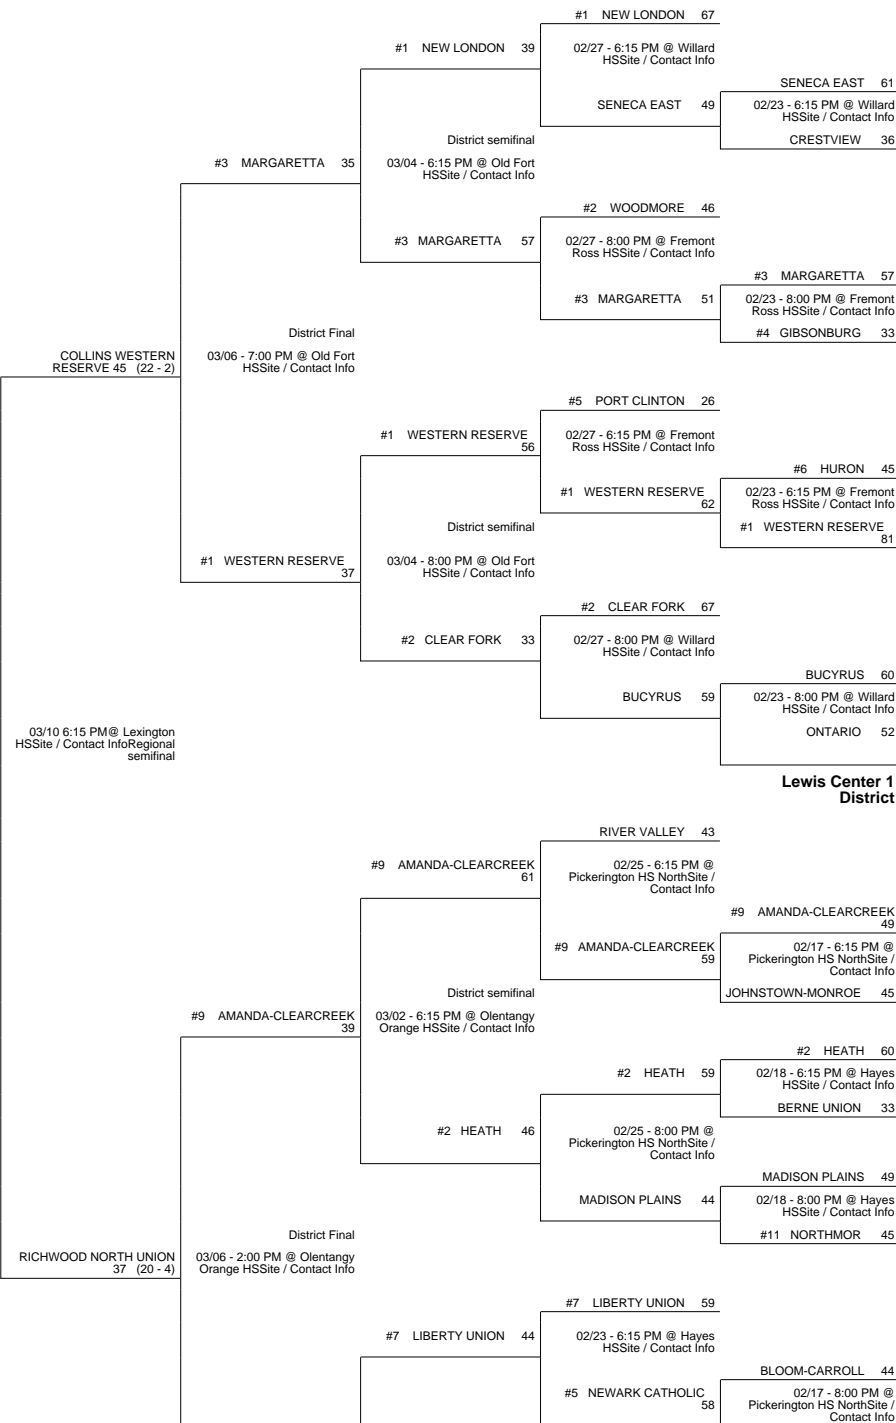 #1 NEW LONDON 67
#1 NEW LONDON 39
02/27 - 6:15 PM @ Willard
HSSite / Contact Info
SENECA EAST 61
SENECA EAST 49
02/23 - 6:15 PM @ Willard
HSSite / Contact Info
District semifinal
CRESTVIEW 36
#3 MARGARETTA 35
03/04 - 6:15 PM @ Old Fort
HSSite / Contact Info
#2 WOODMORE 46
#3 MARGARETTA 57
02/27 - 8:00 PM @ Fremont
Ross HSSite / Contact Info
#3 MARGARETTA 57
#3 MARGARETTA 51
02/23 - 8:00 PM @ Fremont
Ross HSSite / Contact Info
District Final
#4 GIBSONBURG 33
COLLINS WESTERN
RESERVE 45 (22 - 2)
03/06 - 7:00 PM @ Old Fort
HSSite / Contact Info
#5 PORT CLINTON 26
#1 WESTERN RESERVE
56
02/27 - 6:15 PM @ Fremont
Ross HSSite / Contact Info
#6 HURON 45
#1 WESTERN RESERVE
62
02/23 - 6:15 PM @ Fremont
Ross HSSite / Contact Info
District semifinal
#1 WESTERN RESERVE
81
#1 WESTERN RESERVE
37
03/04 - 8:00 PM @ Old Fort
HSSite / Contact Info
#2 CLEAR FORK 67
#2 CLEAR FORK 33
02/27 - 8:00 PM @ Willard
HSSite / Contact Info
BUCYRUS 60
BUCYRUS 59
02/23 - 8:00 PM @ Willard
HSSite / Contact Info
03/10 6:15 PM@ Lexington
HSSite / Contact InfoRegional
semifinal
ONTARIO 52
Lewis Center 1
District
RIVER VALLEY 43
#9 AMANDA-CLEARCREEK
61
02/25 - 6:15 PM @
Pickerington HS NorthSite /
Contact Info
#9 AMANDA-CLEARCREEK
49
#9 AMANDA-CLEARCREEK
59
02/17 - 6:15 PM @
Pickerington HS NorthSite /
Contact Info
District semifinal
JOHNSTOWN-MONROE 45
#9 AMANDA-CLEARCREEK
39
03/02 - 6:15 PM @ Olentangy
Orange HSSite / Contact Info
#2 HEATH 60
#2 HEATH 59
02/18 - 6:15 PM @ Hayes
HSSite / Contact Info
BERNE UNION 33
#2 HEATH 46
02/25 - 8:00 PM @
Pickerington HS NorthSite /
Contact Info
MADISON PLAINS 49
MADISON PLAINS 44
02/18 - 8:00 PM @ Hayes
HSSite / Contact Info
District Final
#11 NORTHMOR 45
RICHWOOD NORTH UNION
37 (20 - 4)
03/06 - 2:00 PM @ Olentangy
Orange HSSite / Contact Info
#7 LIBERTY UNION 59
#7 LIBERTY UNION 44
02/23 - 6:15 PM @ Hayes
HSSite / Contact Info
BLOOM-CARROLL 44
#5 NEWARK CATHOLIC
58
02/17 - 8:00 PM @
Pickerington HS NorthSite /
Contact Info